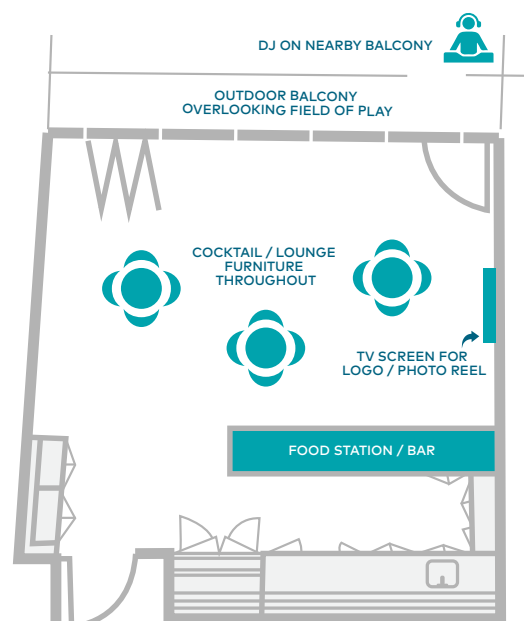 DJ ON NEARBY BALCONY
OUTDOOR BALCONY
OVERLOOKING FIELD OF PLAY
COCKTAIL / LOUNGE
FURNITURE
THROUGHOUT
TV SCREEN FOR
LOGO / PHOTO REEL
FOOD STATION / BAR